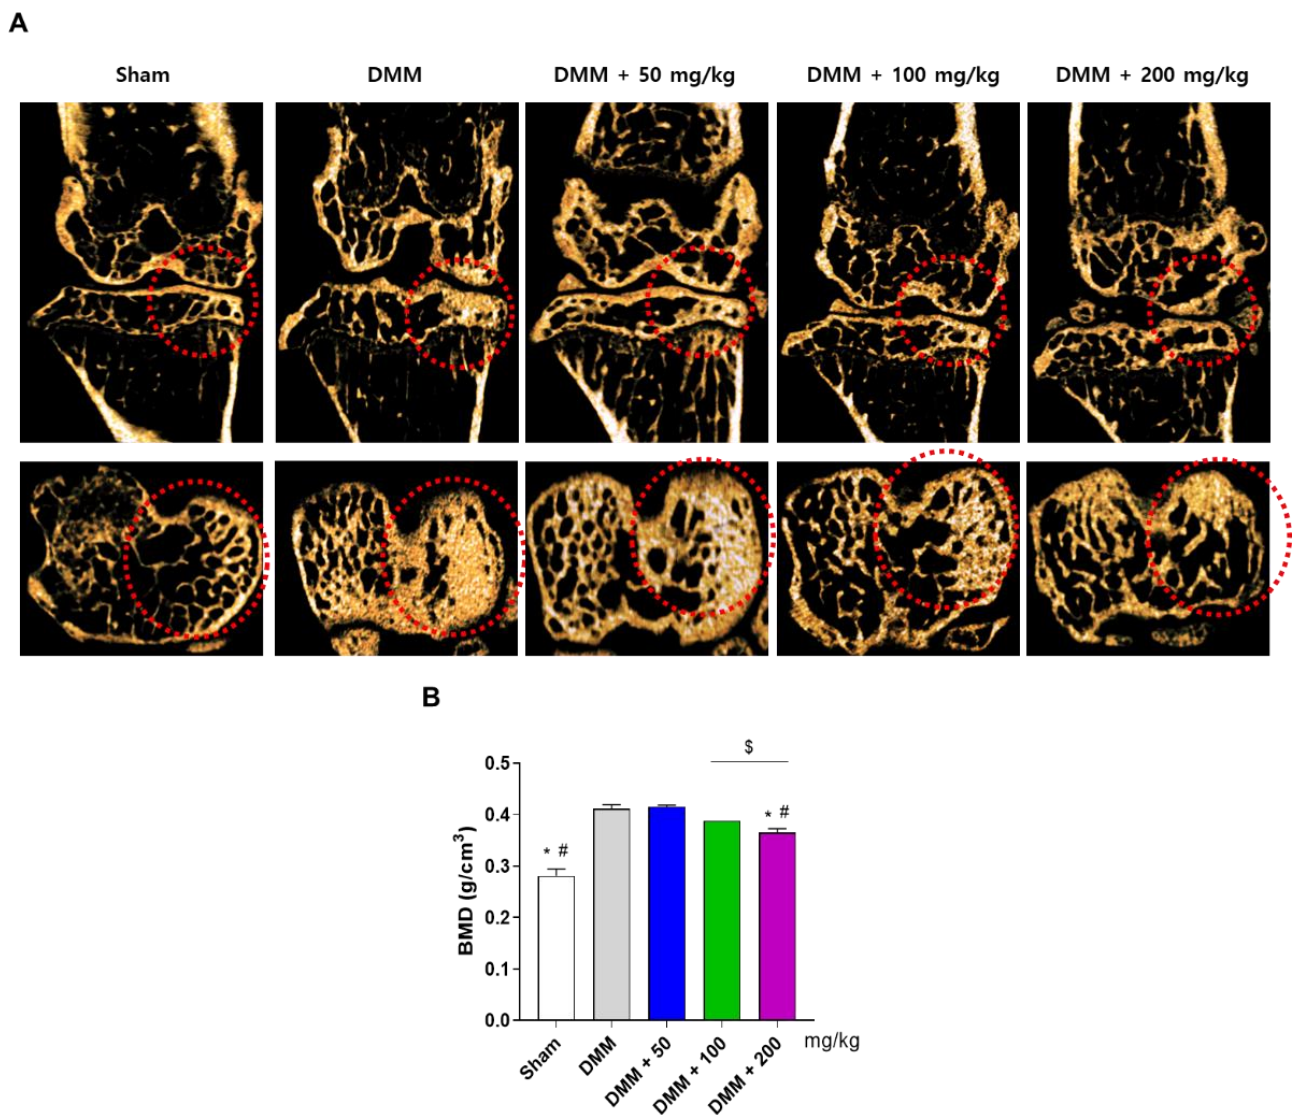 A
Sham DMM DMM + 50 mg/kg DMM + 100 mg/kg DMM + 200 mg/kg
B
$
0.5
0.4
0.3
0.2
0.1
0.0
BMD (g/cm³)
* #
* #
Sham DMM DMM + 50 DMM + 100 DMM + 200 mg/kg